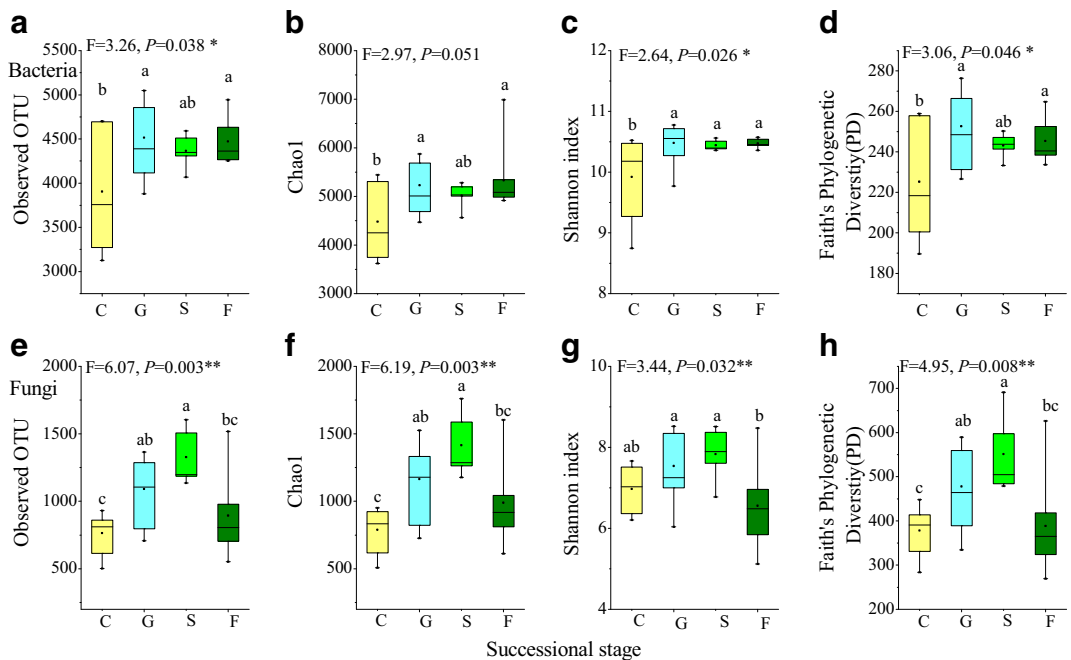 a
F=3.26, P=0.038 *
Bacteria
Observed OTU
5500
5000
4500
4000
3500
3000
b
a
ab
a
C G S F
b
F=2.97, P=0.051
Chao1
8000
7000
6000
5000
4000
3000
b
a
ab
a
C G S F
c
F=2.64, P=0.026 *
Shannon index
12
11
10
9
8
b
a
ab
a
C G S F
d
F=3.06, P=0.046 *
Faith's Phylogenetic
Diverstiy(PD)
280
260
240
220
200
180
b
a
ab
a
C G S F
e
F=6.07, P=0.003**
Fungi
Observed OTU
2000
1500
1000
500
c
ab
a
bc
C G S F
f
F=6.19, P=0.003**
Chao1
2000
1500
1000
500
c
ab
a
bc
C G S F
g
F=3.44, P=0.032**
Shannon index
10
8
6
4
ab
a
a
b
C G S F
h
F=4.95, P=0.008**
Faith's Phylogenetic
Diverstiy(PD)
700
600
500
400
300
200
c
ab
a
bc
C G S F
Successional stage